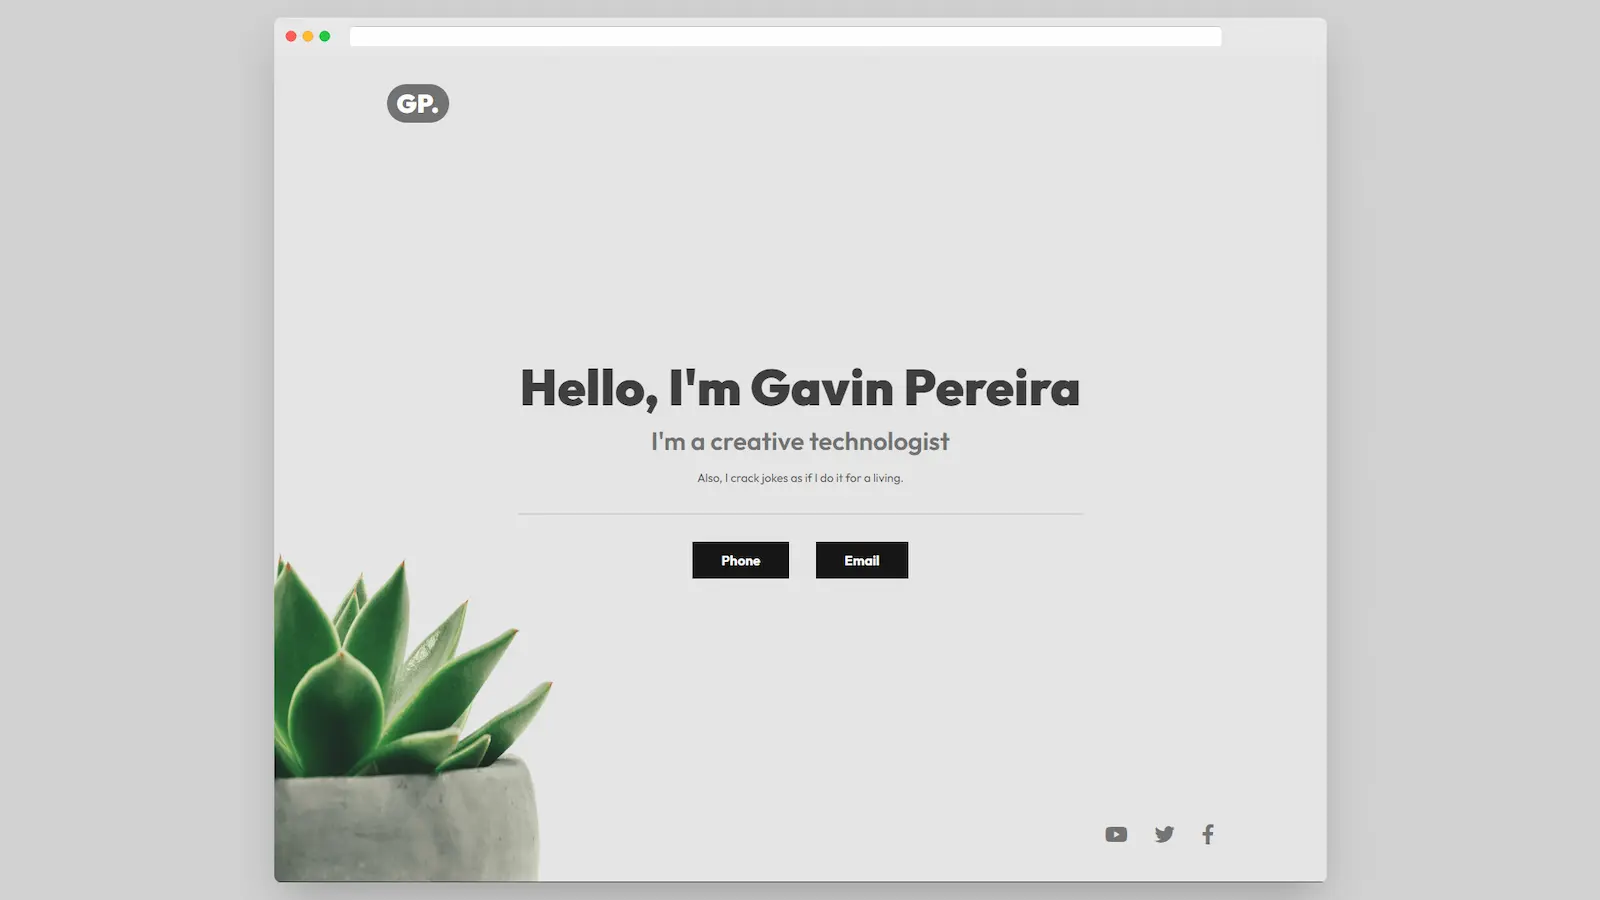 GP.
Hello, I'm Gavin Pereira
I'm a creative technologist
Also, I crack jokes as if I do it for a living.
Phone
Email